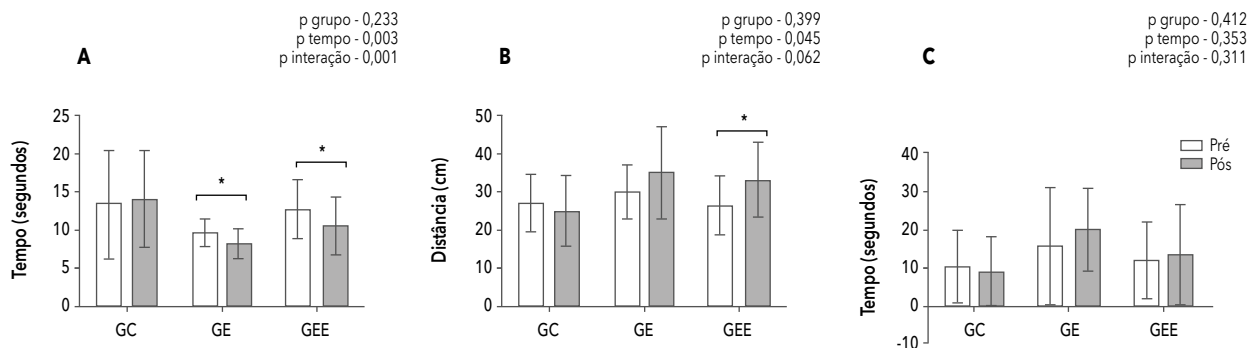 p grupo - 0,233
p tempo - 0,003
p interação - 0,001
A
Tempo (segundos)
25
20
15
10
5
0
*
*
GC
GE
GEE
p grupo - 0,399
p tempo - 0,045
p interação - 0,062
B
Distância (cm)
50
40
30
20
10
0
*
GC
GE
GEE
p grupo - 0,412
p tempo - 0,353
p interação - 0,311
C
Tempo (segundos)
40
30
20
10
0
-10
Pré
Pós
GC
GE
GEE